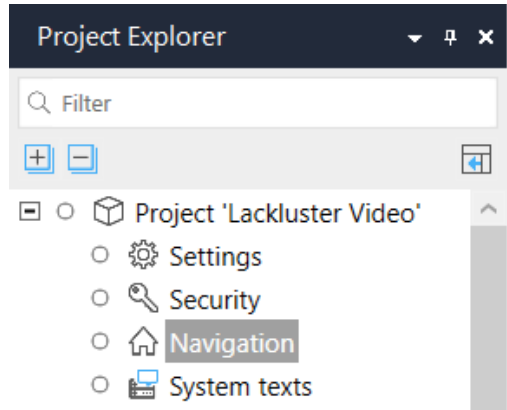 Project Explorer
Filter
Project 'Lackluster Video'
Settings
Security
Navigation
System texts